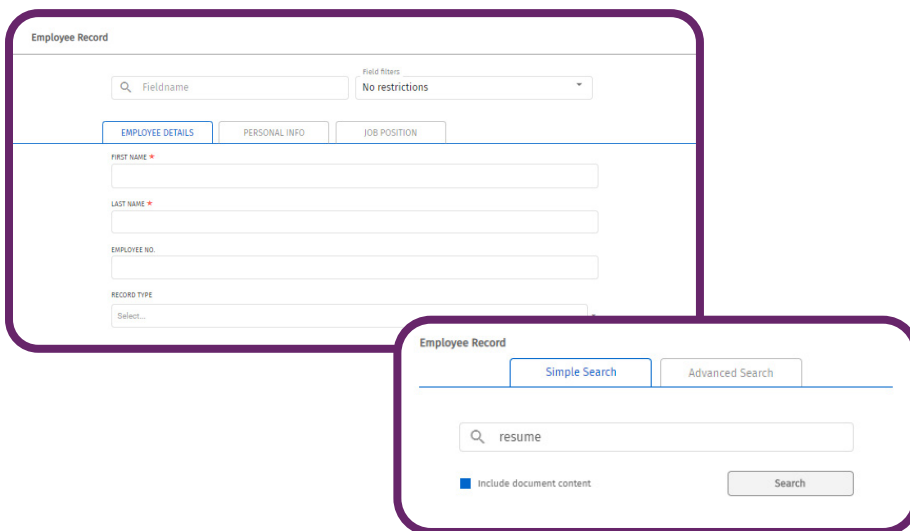 Employee Record
Field filters
Fieldname
No restrictions
EMPLOYEE DETAILS PERSONAL INFO JOB POSITION
FIRST NAME *
LAST NAME *
EMPLOYEE NO.
RECORD TYPE
Select...
Employee Record
Simple Search Advanced Search
resume
Include document content Search